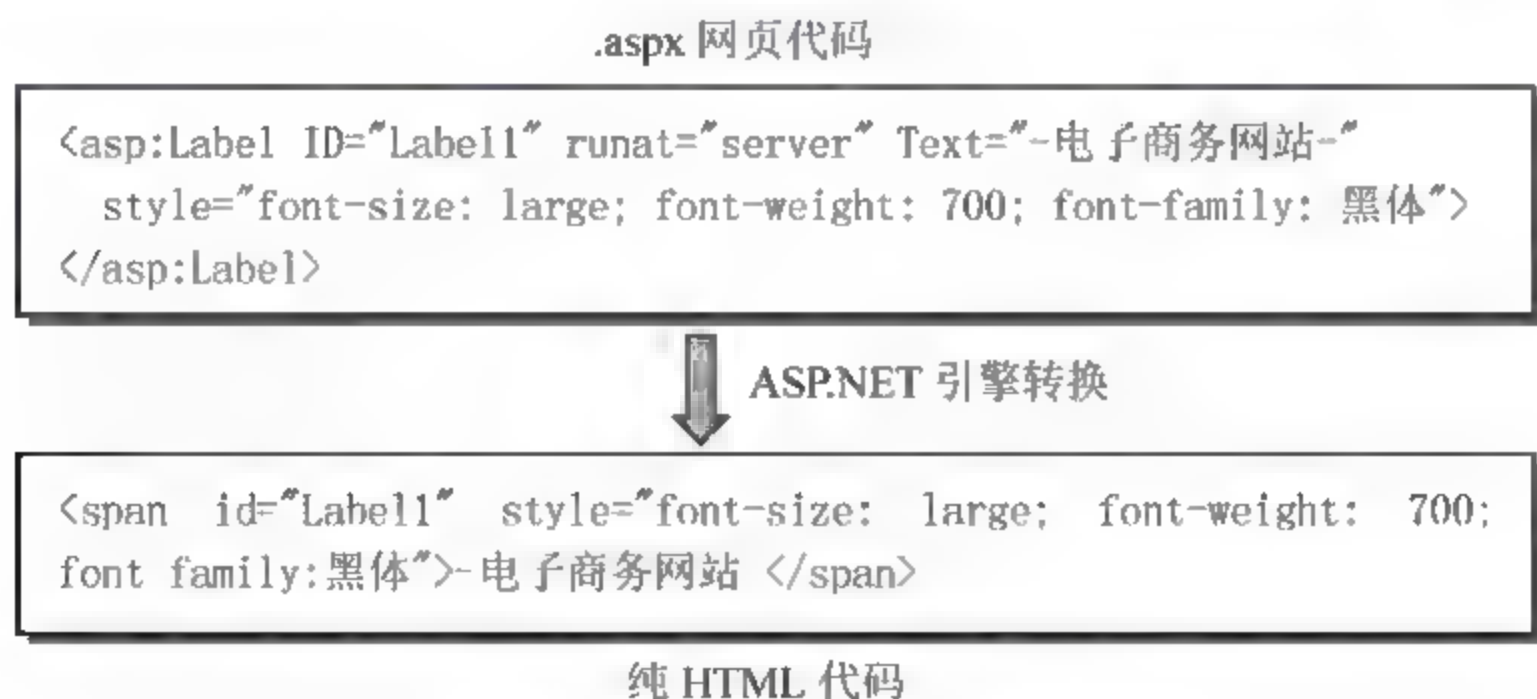 .aspx 网页代码
<asp:Label ID="Label1" runat="server" Text="-电子商务网站-"
style="font-size: large; font-weight: 700; font-family: 黑体">
</asp:Label>
ASP.NET 引擎转换
<span id="Label1" style="font-size: large; font-weight: 700;
font family:黑体">-电子商务网站 </span>
纯 HTML 代码